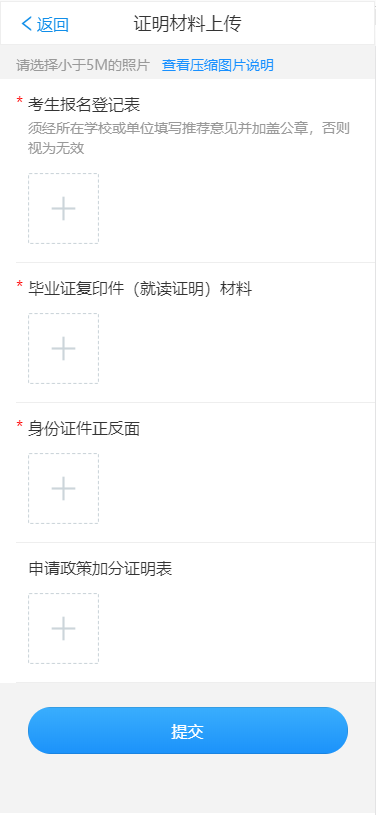 返回 证明材料上传
请选择小于5M的照片 查看压缩图片说明
* 考生报名登记表
须经所在学校或单位填写推荐意见并加盖公章，否则
视为无效
* 毕业证复印件（就读证明）材料
* 身份证件正反面
申请政策加分证明表
提交